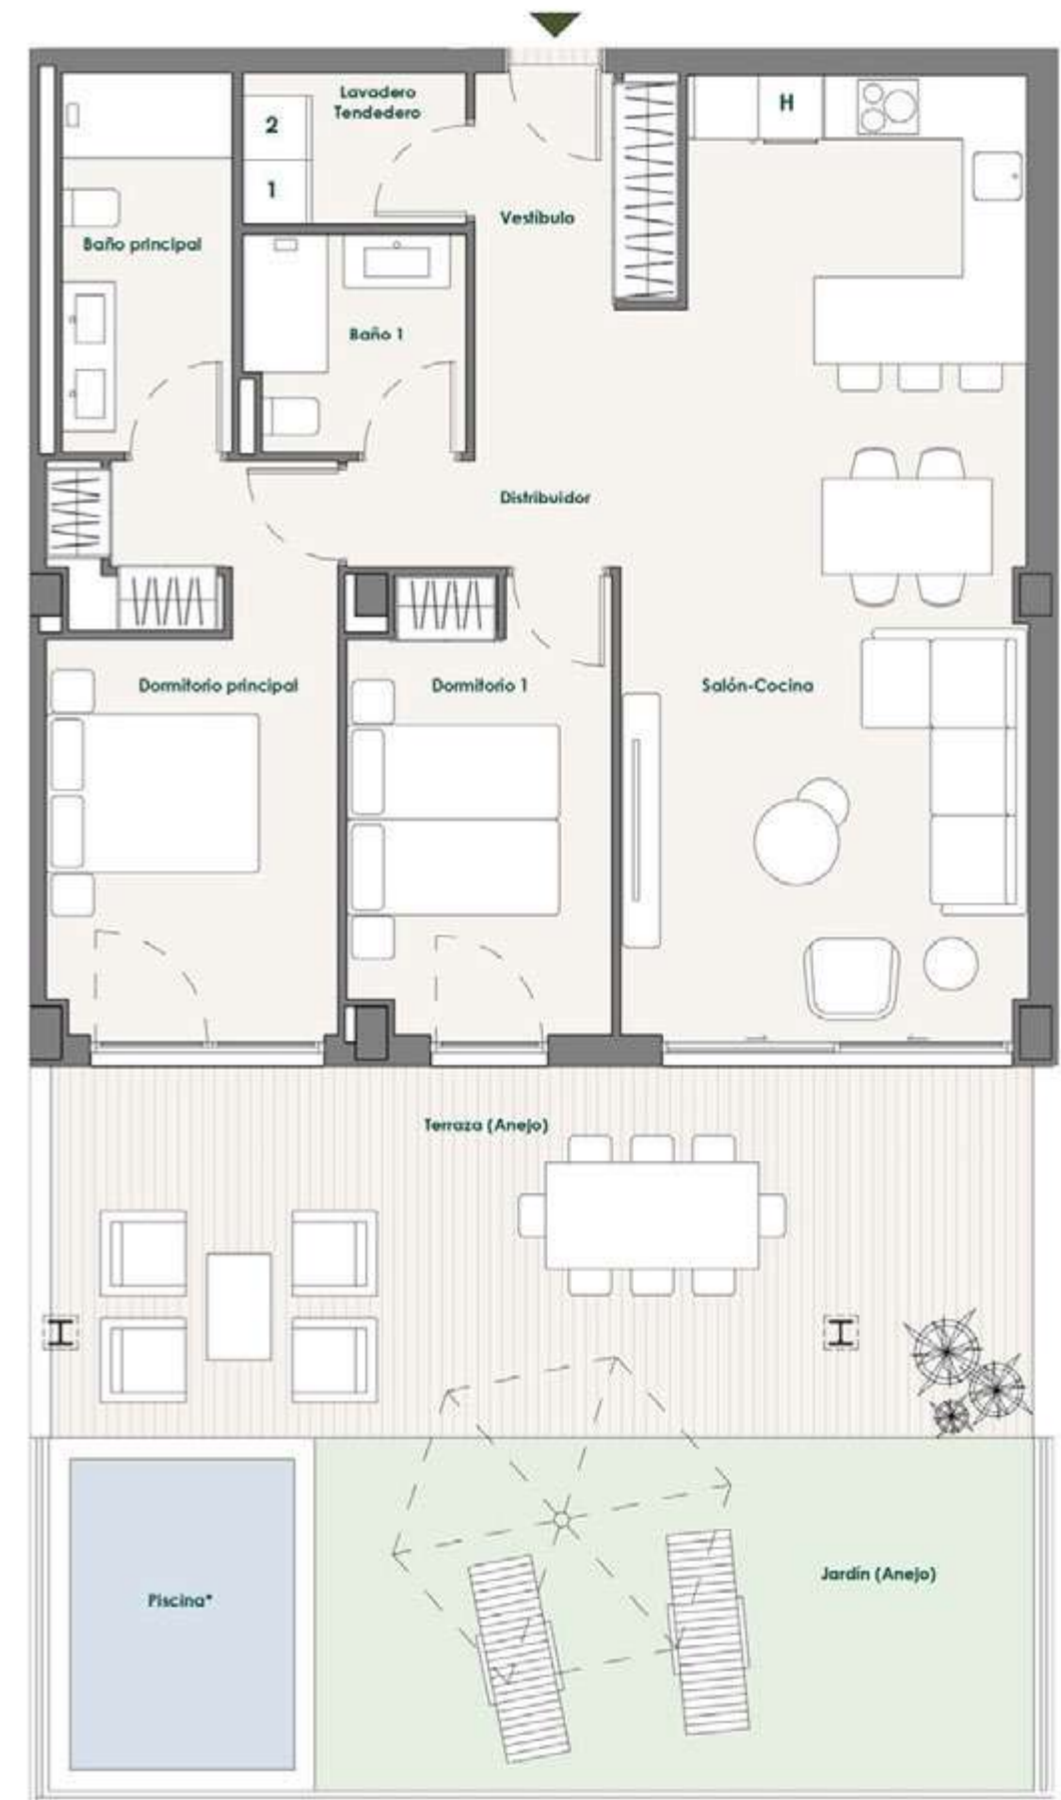 Lavadero
Tendedero
H
2
1
Vestíbulo
Baño principal
Baño 1
Distribuidor
Dormitorio principal
Dormitorio 1
Salón-Cocina
Terraza (Anejo)
Jardín (Anejo)
Piscina*